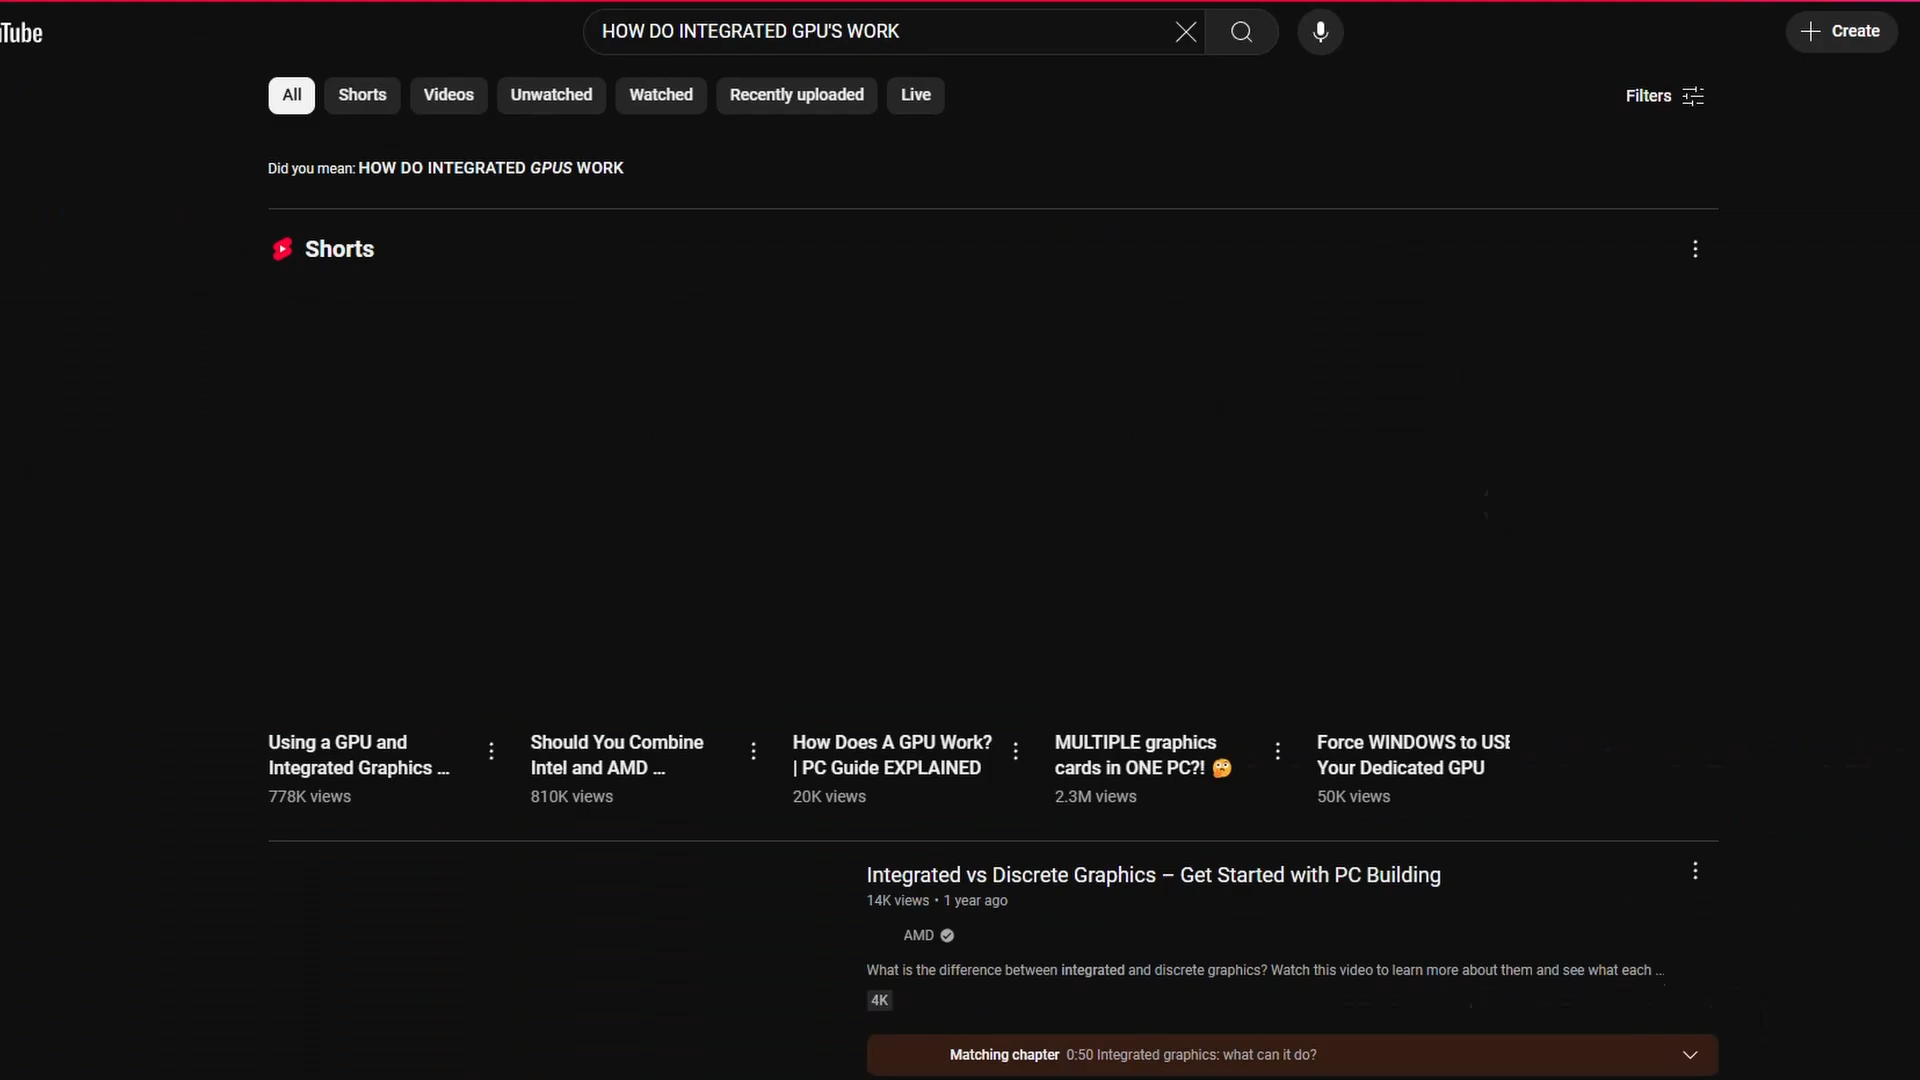 Tube
HOW DO INTEGRATED GPU'S WORK
Create
All
Shorts
Videos
Unwatched
Watched
Recently uploaded
Live
Filters
Did you mean: HOW DO INTEGRATED GPUS WORK
Shorts
Using a GPU and
Integrated Graphics ...
778K views
Should You Combine
Intel and AMD ...
810K views
How Does A GPU Work?
| PC Guide EXPLAINED
20K views
MULTIPLE graphics
cards in ONE PC?! 🤔
2.3M views
Force WINDOWS to USE
Your Dedicated GPU
50K views
Integrated vs Discrete Graphics – Get Started with PC Building
14K views • 1 year ago
AMD
What is the difference between integrated and discrete graphics? Watch this video to learn more about them and see what each ...
4K
Matching chapter 0:50 Integrated graphics: what can it do?